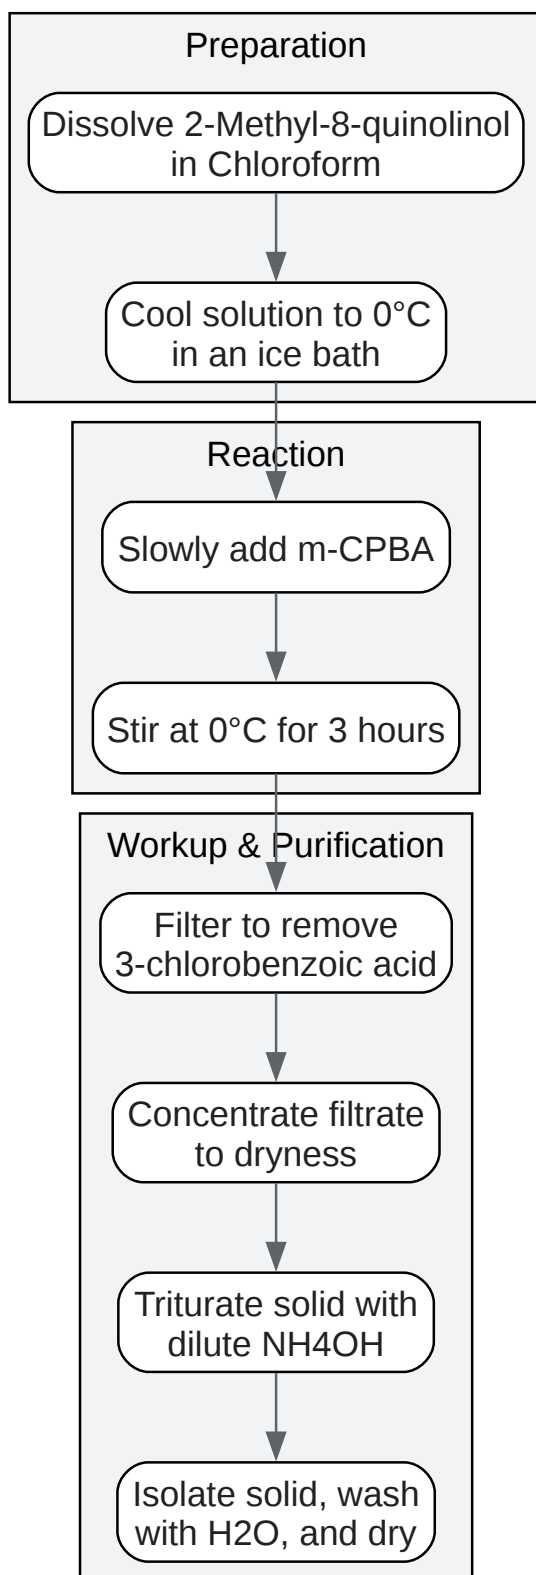 Preparation
Dissolve 2-Methyl-8-quinolinol
in Chloroform
Cool solution to 0°C
in an ice bath
Reaction
Slowly add m-CPBA
Stir at 0°C for 3 hours
Workup & Purification
Filter to remove
3-chlorobenzoic acid
Concentrate filtrate
to dryness
Triturate solid with
dilute NH4OH
Isolate solid, wash
with H2O, and dry